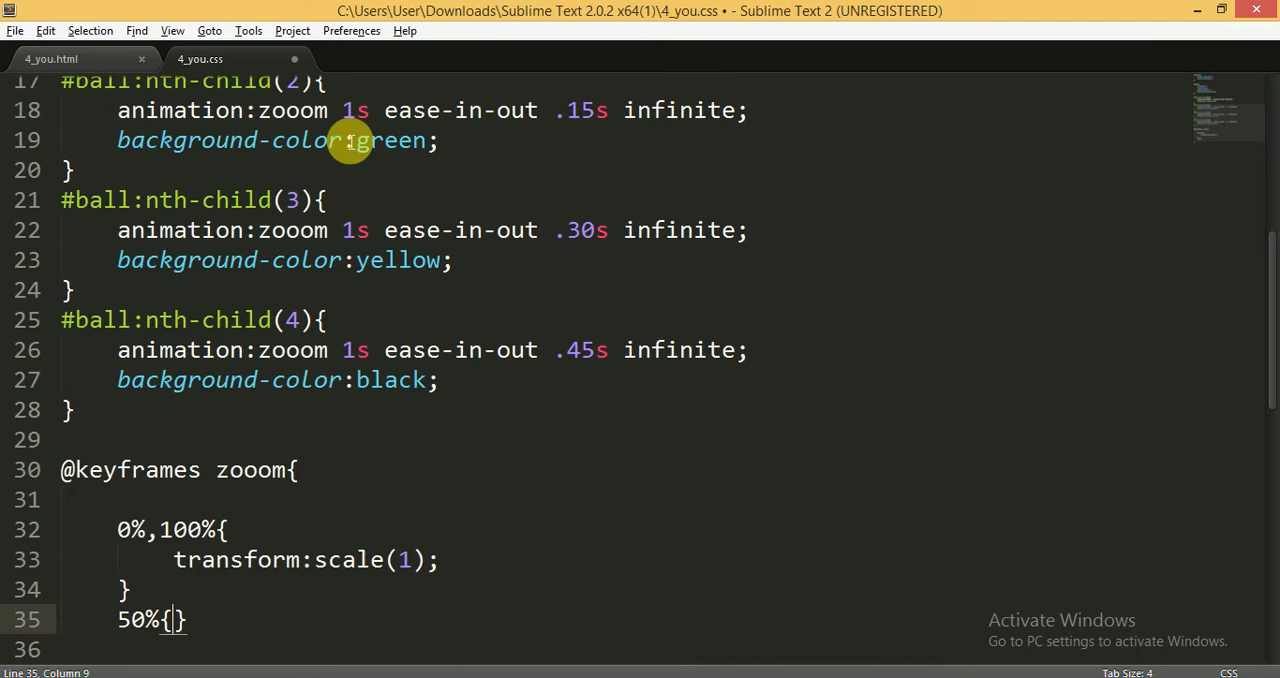 C:\Users\User\Downloads\Sublime Text 2.0.2 x64(1)\4_you.css • - Sublime Text 2 (UNREGISTERED)
File Edit Selection Find View Goto Tools Project Preferences Help
4_you.html 4_you.css
17 #ball:nth-child(2){
18 animation:zooom 1s ease-in-out .15s infinite;
19 background-color:green;
20 }
21 #ball:nth-child(3){
22 animation:zooom 1s ease-in-out .30s infinite;
23 background-color:yellow;
24 }
25 #ball:nth-child(4){
26 animation:zooom 1s ease-in-out .45s infinite;
27 background-color:black;
28 }
29
30 @keyframes zooom{
31
32 0%,100%{
33 transform:scale(1);
34 }
35 50%{}
36
Activate Windows
Go to PC settings to activate Windows.
Line 35, Column 9 Tab Size: 4 CSS